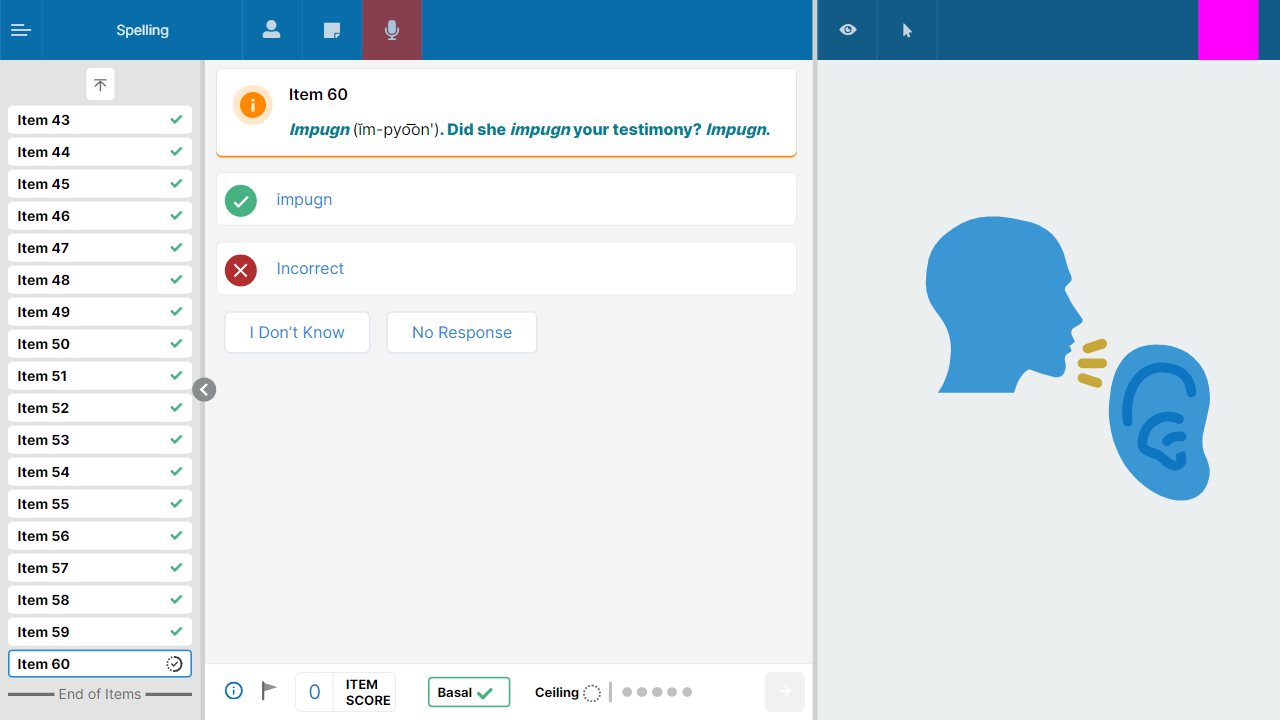 Spelling
Item 43
Item 44
Item 45
Item 46
Item 47
Item 48
Item 49
Item 50
Item 51
Item 52
Item 53
Item 54
Item 55
Item 56
Item 57
Item 58
Item 59
Item 60
End of Items
Item 60
Impugn (ĭm-pyo͞on′). Did she impugn your testimony? Impugn.
impugn
Incorrect
I Don’t Know
No Response
0
ITEM
SCORE
Basal
Ceiling